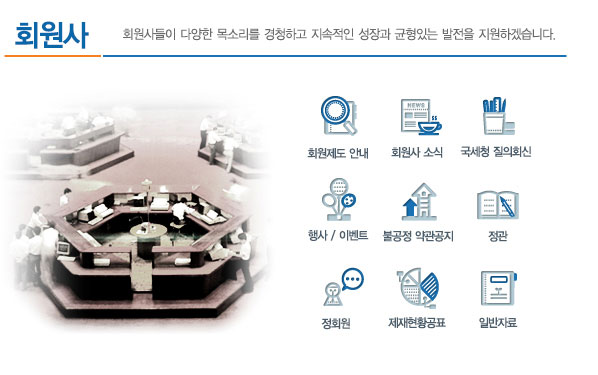 회원사
회원사들이 다양한 목소리를 경청하고 지속적인 성장과 균형있는 발전을 지원하겠습니다.
NEWS
회원제도 안내
회원사 소식
국세청 질의회신
행사 / 이벤트
불공정 약관공지
정관
정회원
제재현황공표
일반자료